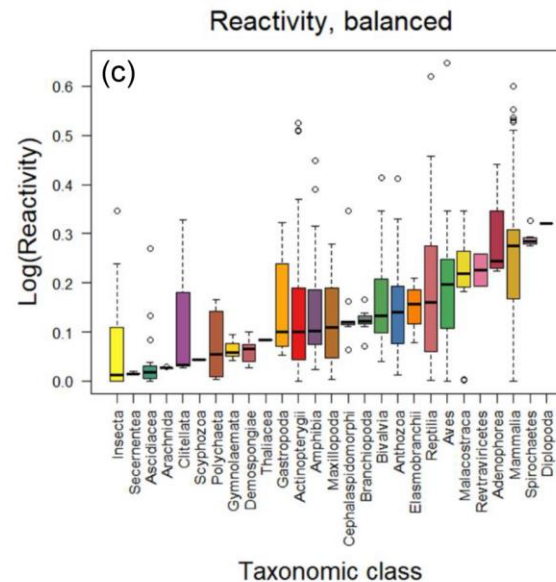 Reactivity, balanced
(c)
Log(Reactivity)
0.6
0.5
0.4
0.3
0.2
0.1
0.0
Insecta
Secernentea
Ascidiacea
Arachnida
Clitellata
Scyphozoa
Polychaeta
Gymnolaemata
Demospongiae
Thaliacea
Gastropoda
Actinopterygii
Amphibia
Maxillopoda
Cephalaspidomorphi
Branchiopoda
Bivalvia
Anthozoa
Elasmobranchii
Reptilia
Aves
Malacostraca
Revtraviricetes
Adenophorea
Mammalia
Spirochaetes
Diplopoda
Taxonomic class